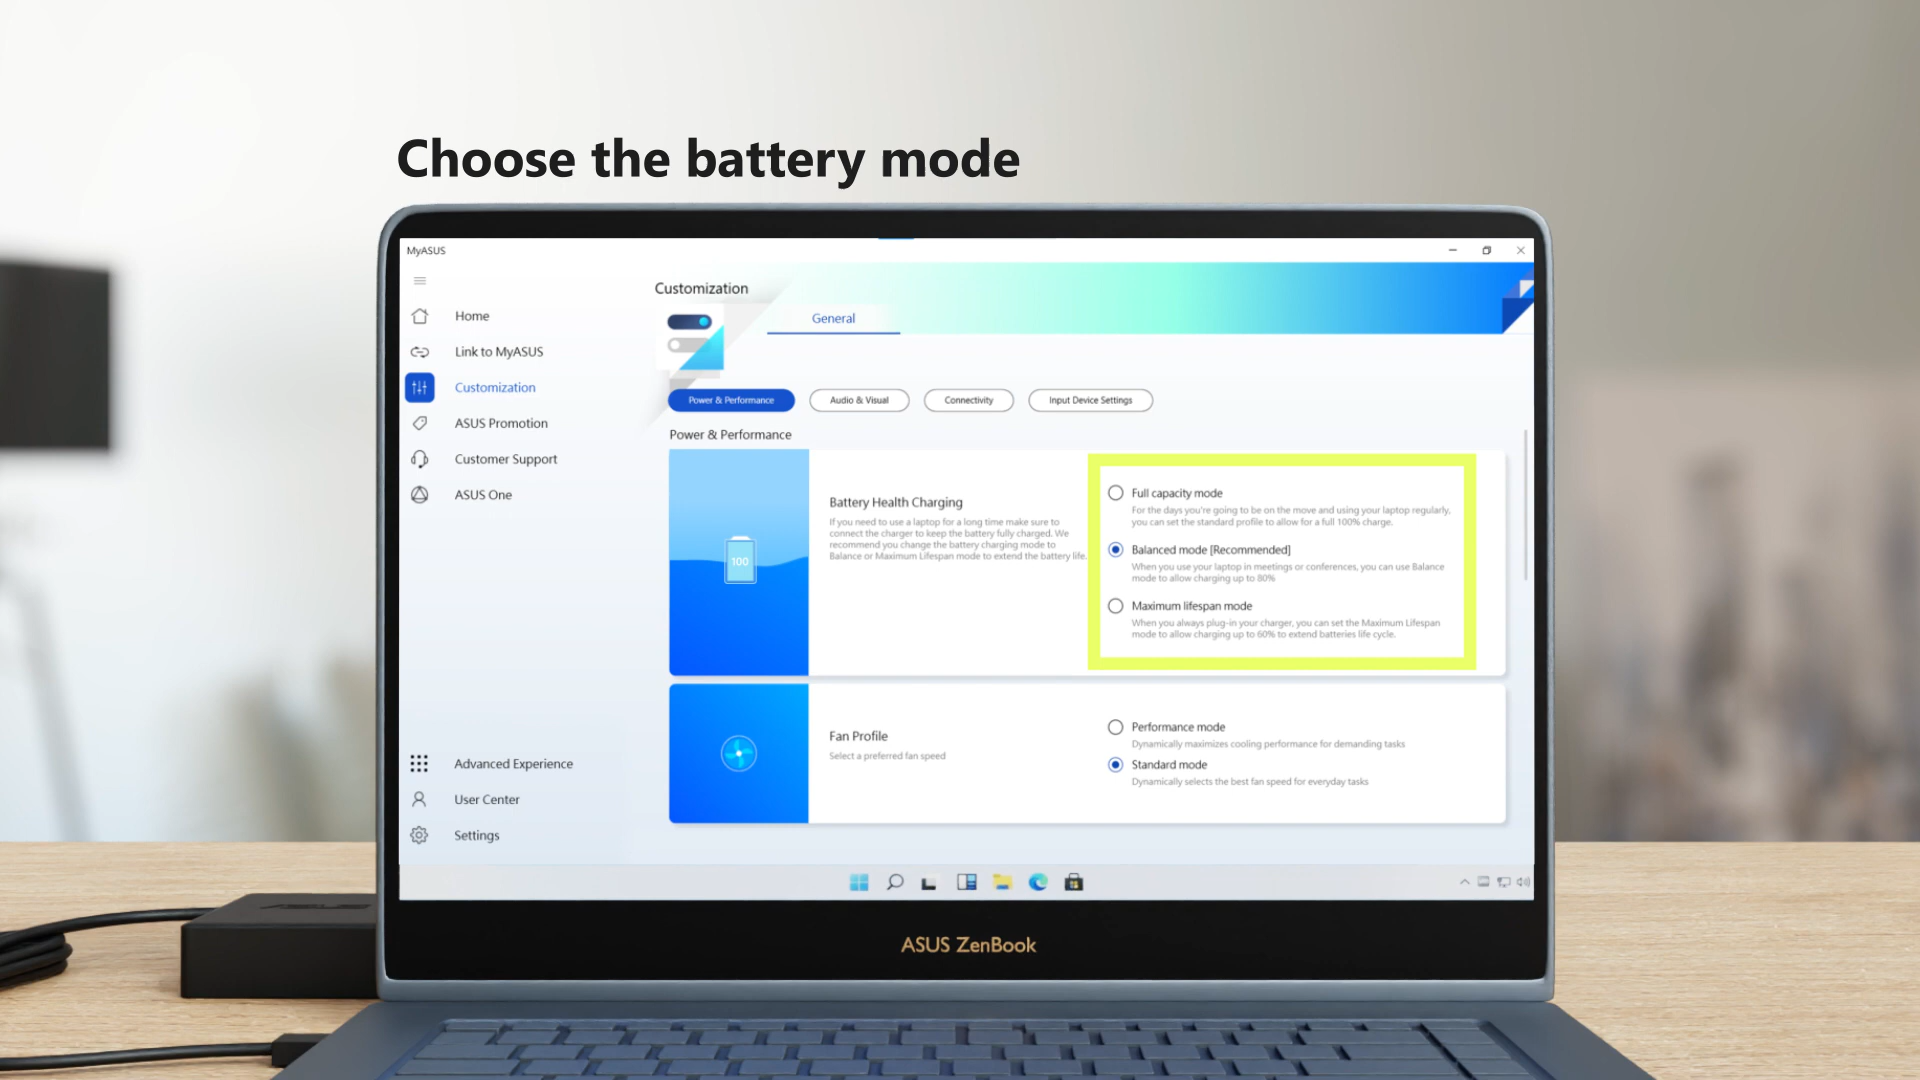 Choose the battery mode
MyASUS
Customization
General
Home
Link to MyASUS
Customization
ASUS Promotion
Customer Support
ASUS One
Power & Performance
Audio & Visual
Connectivity
Input Device Settings
Power & Performance
100
Battery Health Charging
If you need to use a laptop for a long time make sure to
connect the charger to keep the battery fully charged. We
recommend you change the battery charging mode to
Balance or Maximum Lifespan mode to extend the battery life.
Full capacity mode
For the days you're going to be on the move and using your laptop regularly,
you can set the standard profile to allow for a full 100% charge.
Balanced mode [Recommended]
When you use your laptop in meetings or conferences, you can use Balance
mode to allow charging up to 80%
Maximum lifespan mode
When you always plug-in your charger, you can set the Maximum Lifespan
mode to allow charging up to 60% to extend batteries life cycle.
Fan Profile
Select a preferred fan speed
Performance mode
Dynamically maximizes cooling performance for demanding tasks
Standard mode
Dynamically selects the best fan speed for everyday tasks
Advanced Experience
User Center
Settings
ASUS ZenBook